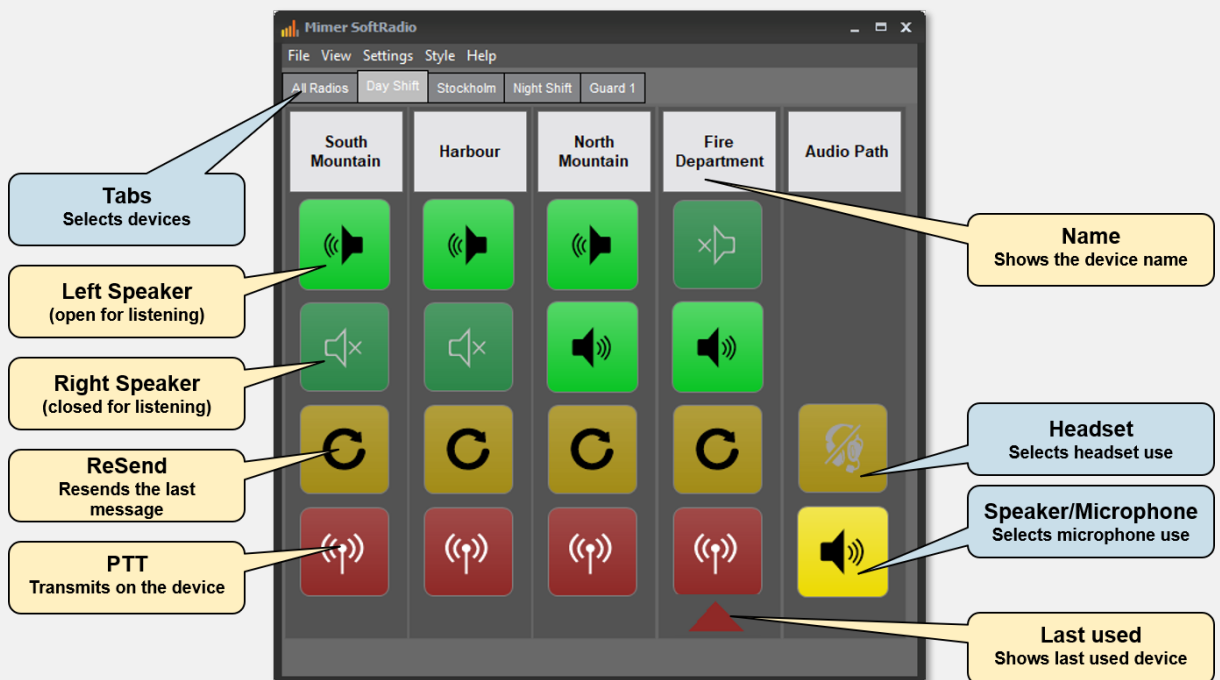 Mimer SoftRadio
File View Settings Style Help
All Radios Day Shift Stockholm Night Shift Guard 1
South
Mountain
Harbour
North
Mountain
Fire
Department
Audio Path
Tabs
Selects devices
Left Speaker
(open for listening)
Right Speaker
(closed for listening)
ReSend
Resends the last
message
PTT
Transmits on the device
Name
Shows the device name
Headset
Selects headset use
Speaker/Microphone
Selects microphone use
Last used
Shows last used device